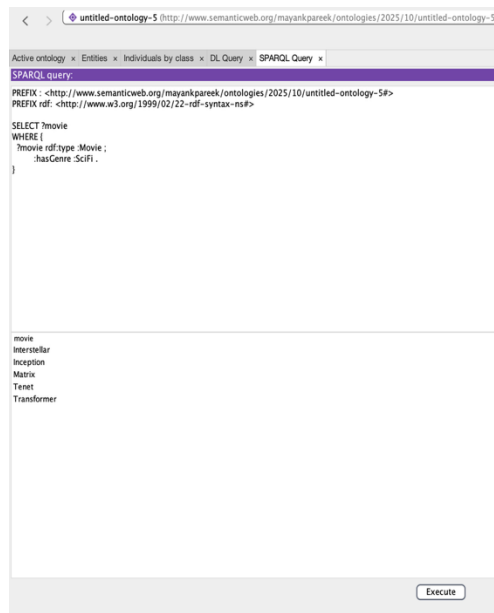 untitled-ontology-5 (http://www.semanticweb.org/mayankpareek/ontologies/2025/10/untitled-ontology-5
Active ontology × Entities × Individuals by class × DL Query × SPARQL Query ×
SPARQL query:
PREFIX : <http://www.semanticweb.org/mayankpareek/ontologies/2025/10/untitled-ontology-5#>
PREFIX rdf: <http://www.w3.org/1999/02/22-rdf-syntax-ns#>
SELECT ?movie
WHERE {
?movie rdf:type :Movie ;
:hasGenre :SciFi .
}
movie
Interstellar
Inception
Matrix
Tenet
Transformer
Execute